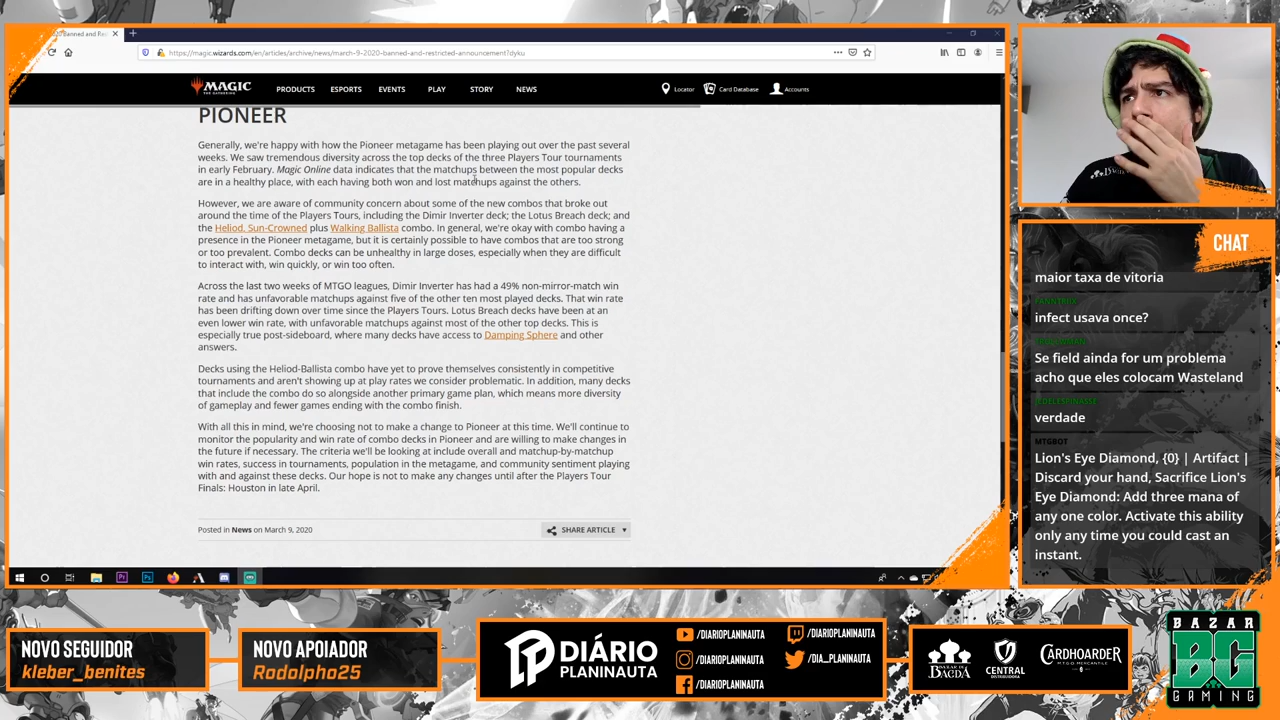 2020 Banned and Res
https://magic.wizards.com/en/articles/archive/news/march-9-2020-banned-and-restricted-announcement?dyku
MAGIC
PRODUCTS ESPORTS EVENTS PLAY STORY NEWS
Locator Card Database Accounts
PIONEER
Generally, we're happy with how the Pioneer metagame has been playing out over the past several
weeks. We saw tremendous diversity across the top decks of the three Players Tour tournaments
in early February. Magic Online data indicates that the matchups between the most popular decks
are in a healthy place, with each having both won and lost matchups against the others.
However, we are aware of community concern about some of the new combos that broke out
around the time of the Players Tours, including the Dimir Inverter deck; the Lotus Breach deck; and
the Heliod, Sun-Crowned plus Walking Ballista combo. In general, we're okay with combo having a
presence in the Pioneer metagame, but it is certainly possible to have combos that are too strong
or too prevalent. Combo decks can be unhealthy in large doses, especially when they are difficult
to interact with, win quickly, or win too often.
Across the last two weeks of MTGO leagues, Dimir Inverter has had a 49% non-mirror-match win
rate and has unfavorable matchups against five of the other ten most played decks. That win rate
has been drifting down over time since the Players Tours. Lotus Breach decks have been at an
even lower win rate, with unfavorable matchups against most of the other top decks. This is
especially true post-sideboard, where many decks have access to Damping Sphere and other
answers.
Decks using the Heliod-Ballista combo have yet to prove themselves consistently in competitive
tournaments and aren't showing up at play rates we consider problematic. In addition, many decks
that include the combo do so alongside another primary game plan, which means more diversity
of gameplay and fewer games ending with the combo finish.
With all this in mind, we're choosing not to make a change to Pioneer at this time. We'll continue to
monitor the popularity and win rate of combo decks in Pioneer and are willing to make changes in
the future if necessary. The criteria we'll be looking at include overall and matchup-by-matchup
win rates, success in tournaments, population in the metagame, and community sentiment playing
with and against these decks. Our hope is not to make any changes until after the Players Tour
Finals: Houston in late April.
Posted in News on March 9, 2020
SHARE ARTICLE
CHAT
maior taxa de vitoria
infect usava once?
Se field ainda for um problema
acho que eles colocam Wasteland
verdade
MTGBOT
Lion's Eye Diamond, {0} | Artifact |
Discard your hand, Sacrifice Lion's
Eye Diamond: Add three mana of
any one color. Activate this ability
only any time you could cast an
instant.
NOVO SEGUIDOR
kleber_benites
NOVO APOIADOR
Rodolpho25
DIÁRIO
PLANINAUTA
/DIARIOPLANINAUTA
/DIARIOPLANINAUTA
/DIARIOPLANINAUTA
/DIARIOPLANINAUTA
/DIA_PLANINAUTA
BAZAR DE
BAGDÁ
CENTRAL
DISTRIBUIDORA
CARDHOARDER
M.T.G.O MERCANTILE
BAZAR
BG
GAMING